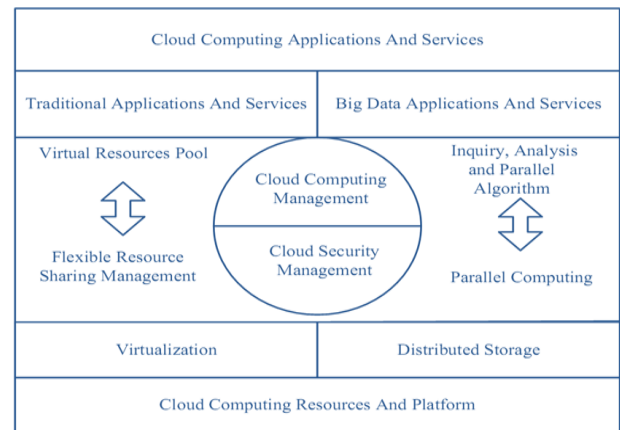 Cloud Computing Applications And Services
Traditional Applications And Services
Big Data Applications And Services
Virtual Resources Pool
Flexible Resource
Sharing Management
Cloud Computing
Management
Cloud Security
Management
Inquiry, Analysis
and Parallel
Algorithm
Parallel Computing
Virtualization
Distributed Storage
Cloud Computing Resources And Platform